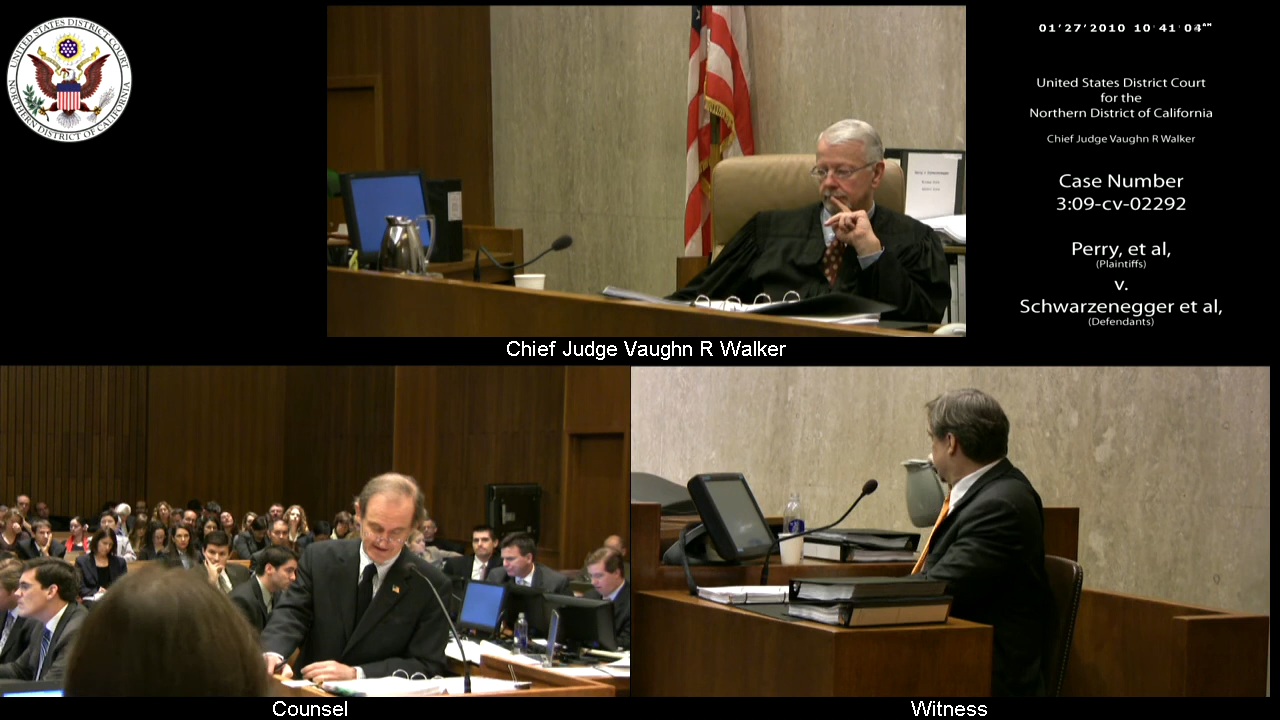 UNITED STATES DISTRICT COURT
NORTHERN DISTRICT OF CALIFORNIA
01'27'2010 10:41:04 AM
United States District Court
for the
Northern District of California
Chief Judge Vaughn R Walker
Case Number
3:09-cv-02292
Perry, et al,
(Plaintiffs)
v.
Schwarzenegger et al,
(Defendants)
Chief Judge Vaughn R Walker
Counsel
Witness